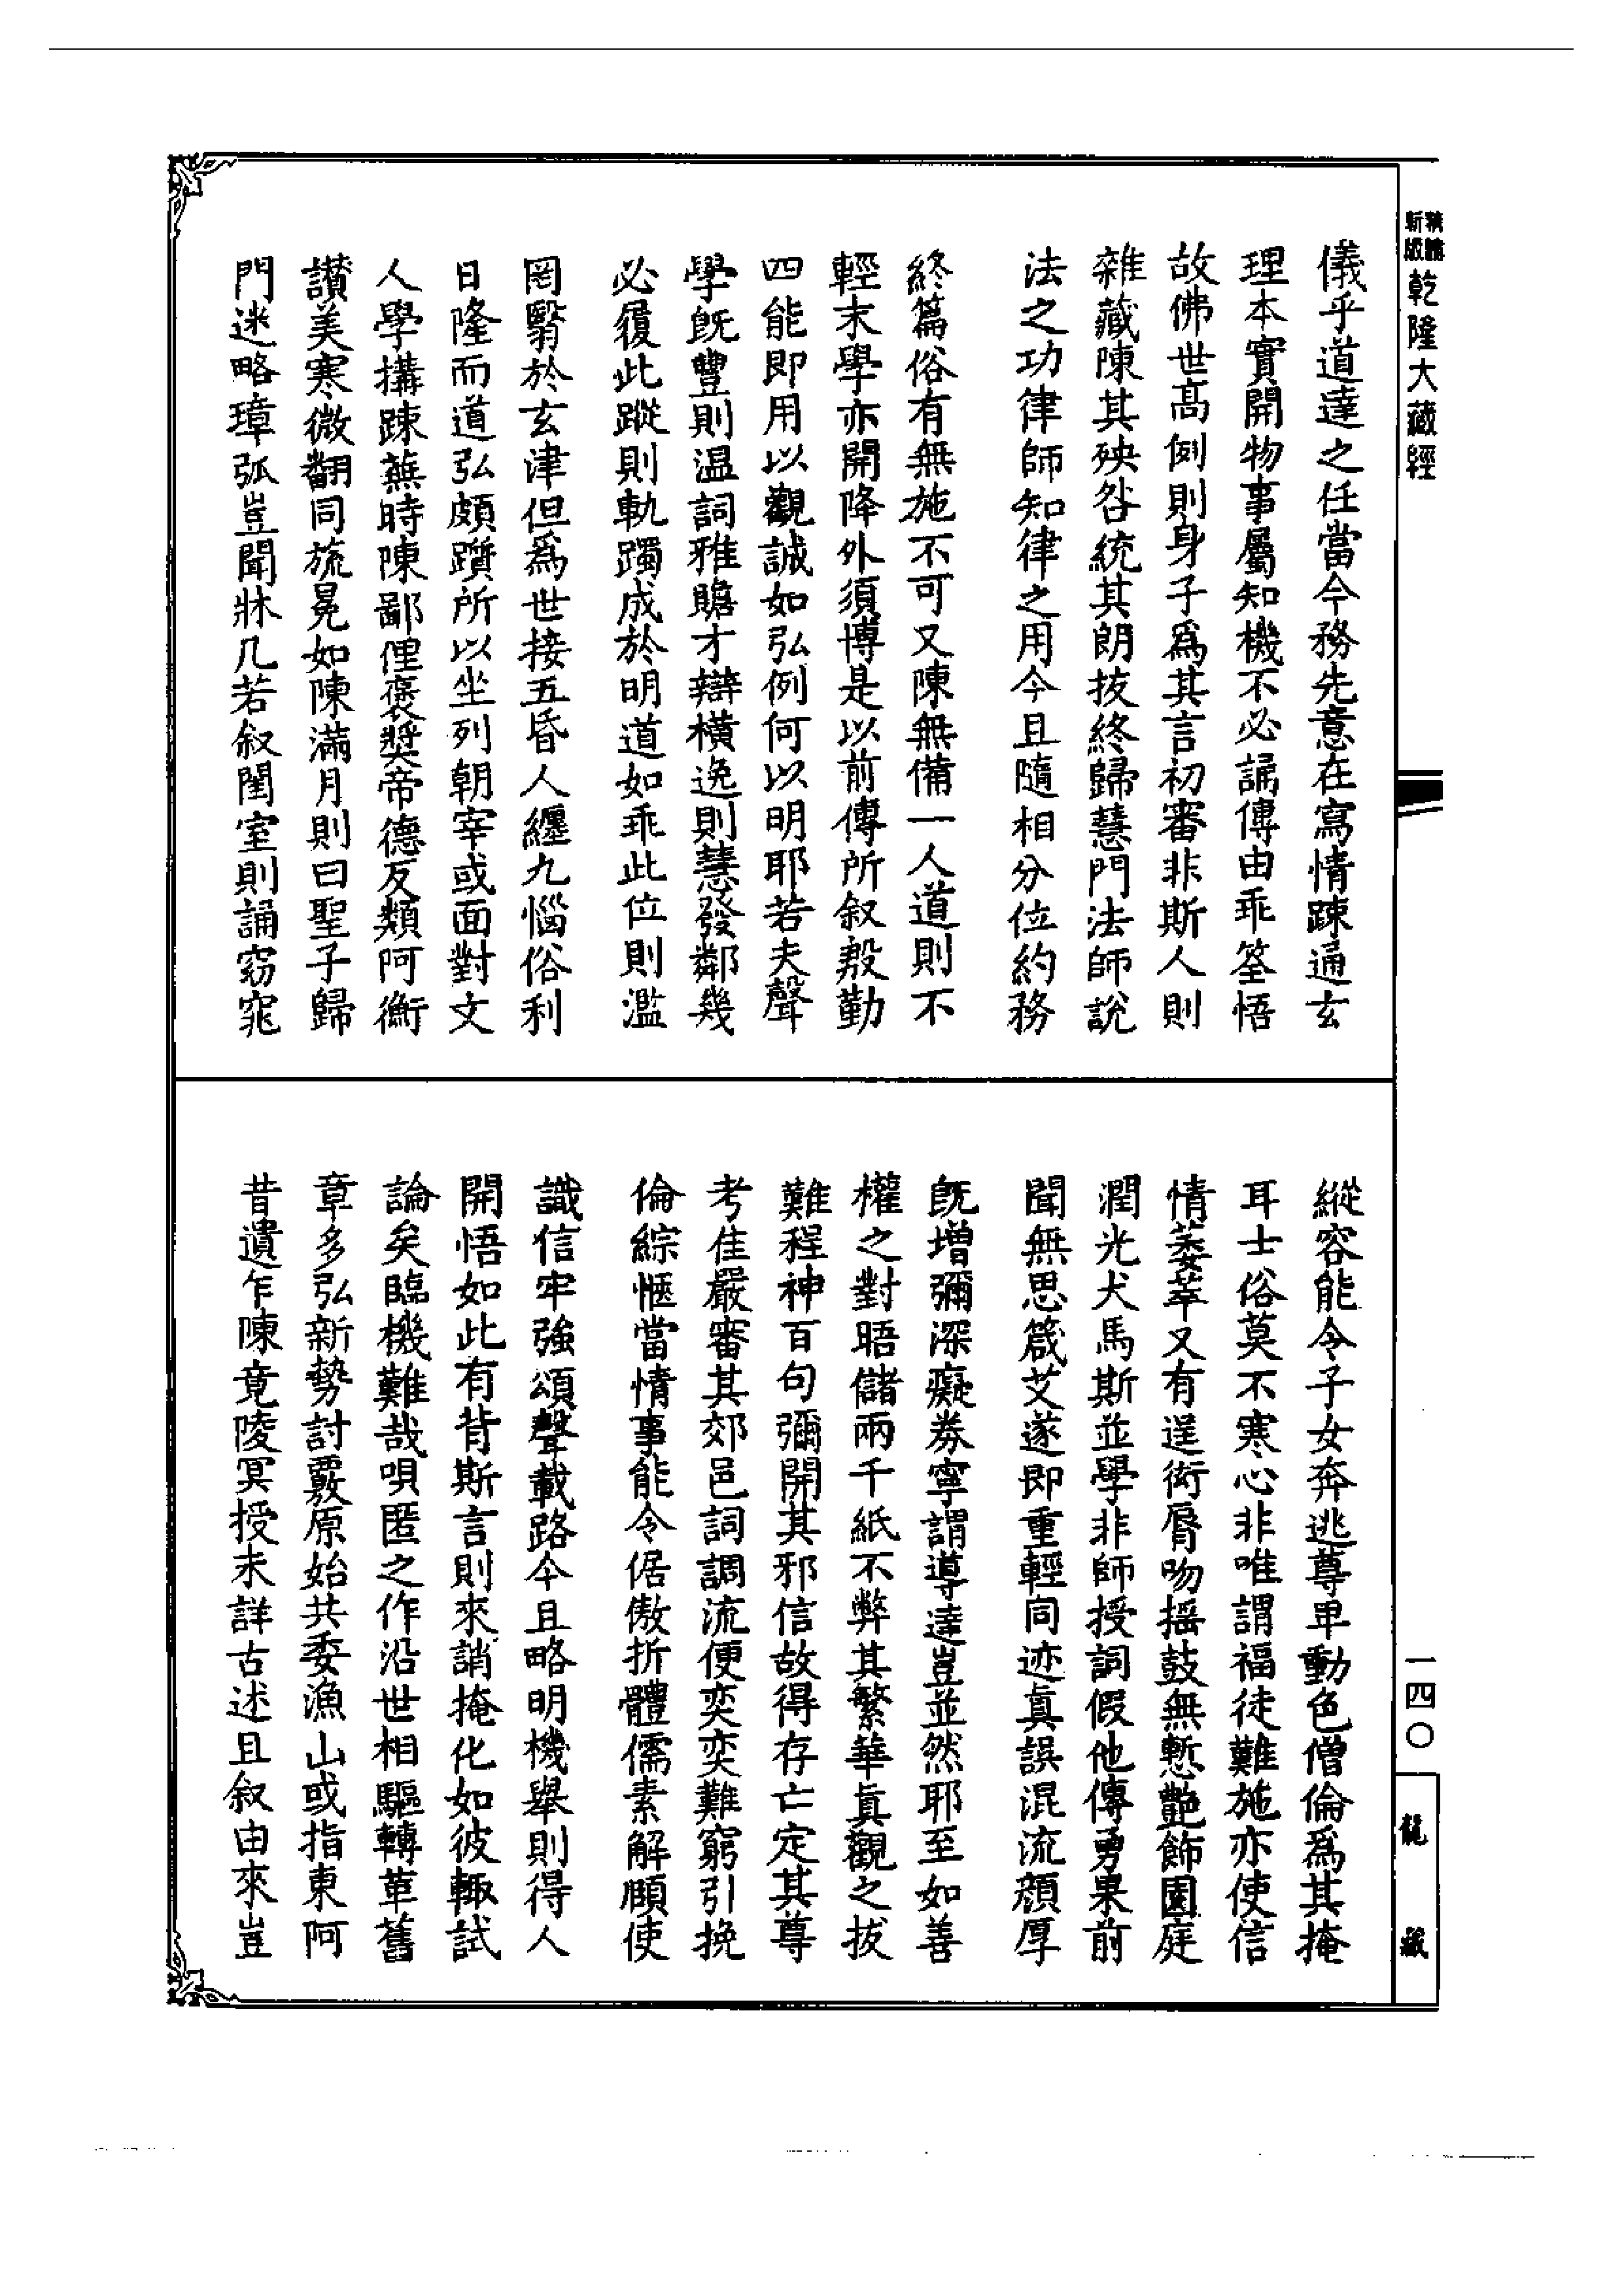 精繕
新版
乾隆大藏經
儀乎道達之任當今務先意在寫情疎通玄
理本實開物事屬知機不必誦傳由乖筌悟
故佛世高例則身子爲其言初審非斯人則
雜藏陳其殃咎統其朗拔終歸慧門法師說
法之功律師知律之用今且隨相分位約務
終篇俗有無施不可又陳無備一人道則不
輕末學亦開降外須博是以前傳所叙殷勤
四能即用以觀誠如弘例何以明耶若夫聲
學旣豐則温詞雅贍才辯橫逸則慧發鄰幾
必履此蹤則軌躅成於明道如乖此位則濫
罔翳於玄津但爲世接五昏人纒九惱俗利
日隆而道弘頗躓所以坐列朝宰或面對文
人學搆疎蕪時陳鄙俚褒奬帝德反類阿衡
讃美寒微翻同旒冕如陳滿月則曰聖子歸
門迷略璋弧豈聞牀几若叙閨室則誦窈窕
縱容能令子女奔逃尊卑動色僧倫爲其掩
耳士俗莫不寒心非唯謂福徒難施亦使信
情萎萃又有逞衒脣吻揺鼓無慙艶飾園庭
潤光犬馬斯並學非師授詞假他傳勇果前
聞無思箴艾遂即重輕同迹眞誤混流顏厚
旣增彌深癡券寧謂導達豈並然耶至如善
權之對晤儲兩千紙不弊其繁華眞觀之拔
難程神百句彌開其邪信故得存亡定其尊
考隹嚴審其郊邑詞調流便奕奕難窮引挽
倫綜愜當情事能令倨傲折體儒素解頤使
識信牢強頌聲載路今且略明機舉則得人
開悟如此有背斯言則來誚掩化如彼輙試
論矣臨機難哉唄匿之作沿世相驅轉革舊
章多弘新勢討覈原始共委漁山或指東阿
昔遺乍陳竟陵冥授未詳古述且叙由來豈
一四〇
龍藏